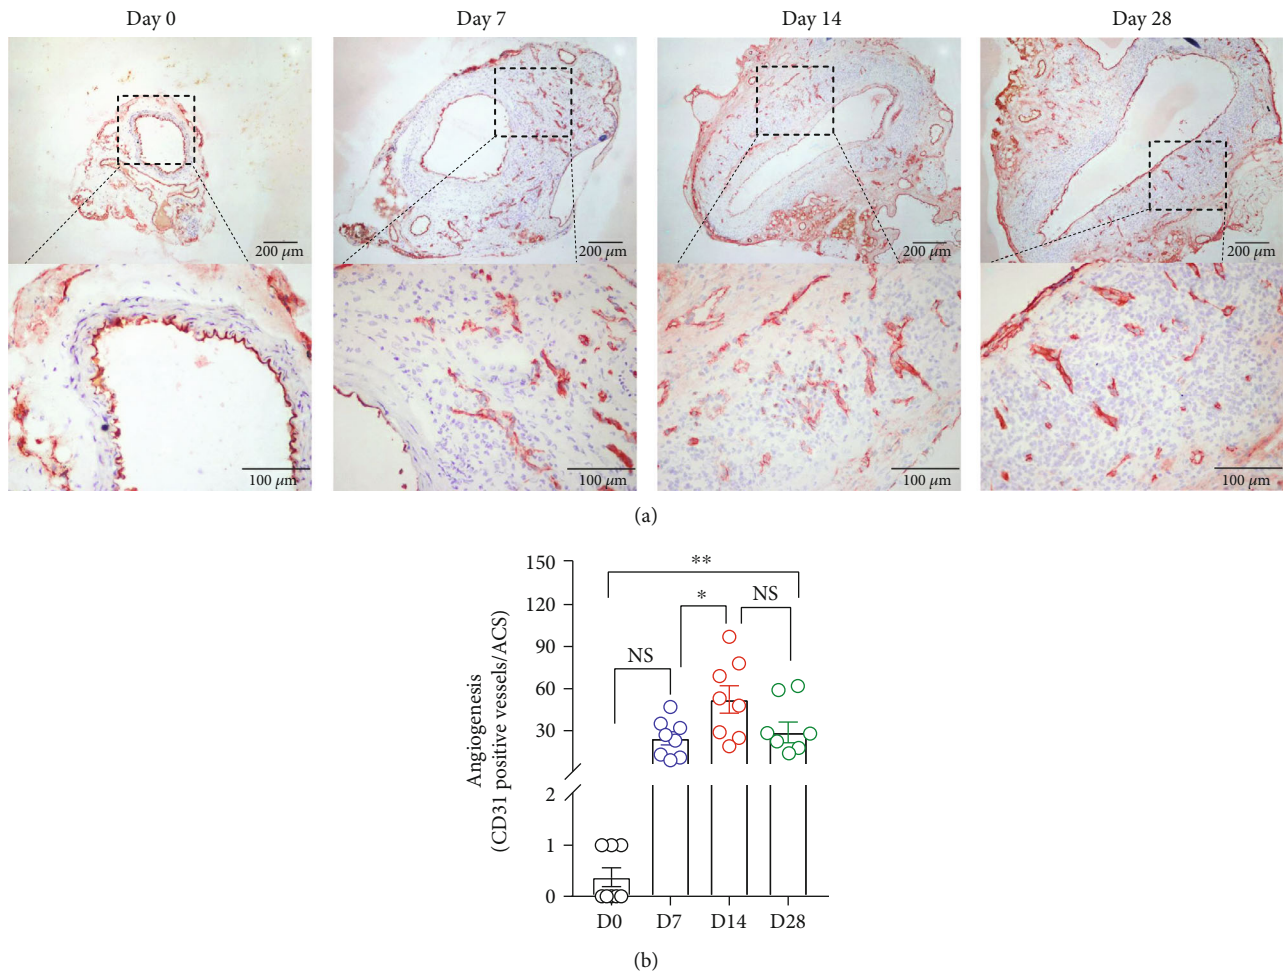 Day 0 Day 7 Day 14 Day 28
200 µm 200 µm 200 µm 200 µm
100 µm 100 µm 100 µm 100 µm
(a)
Angiogenesis
(CD31 positive vessels/ACS)
150
120
90
60
30
2
1
0
**
* NS
NS
D0 D7 D14 D28
(b)